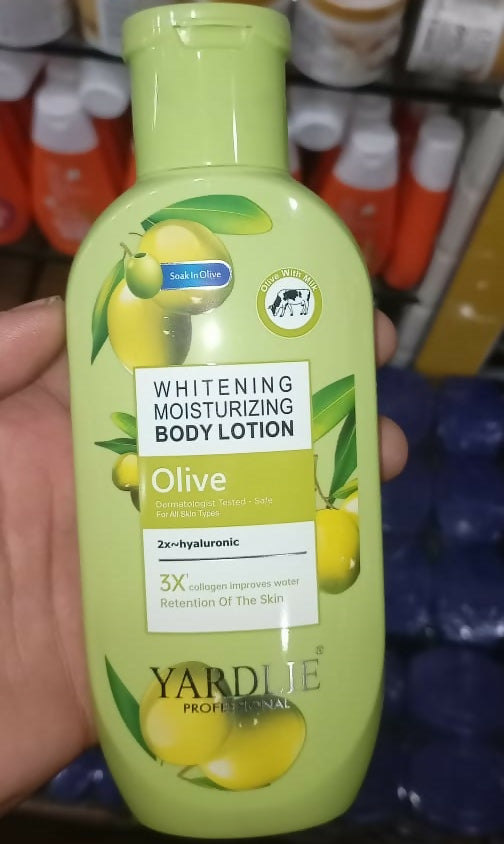 Soak In Olive
Olive With Milk
WHITENING
MOISTURIZING
BODY LOTION
Olive
Dermatologist Tested - Safe
For All Skin Types
2x~hyaluronic
3X' collagen improves water
Retention Of The Skin
YARDLIE®
PROFESSIONAL